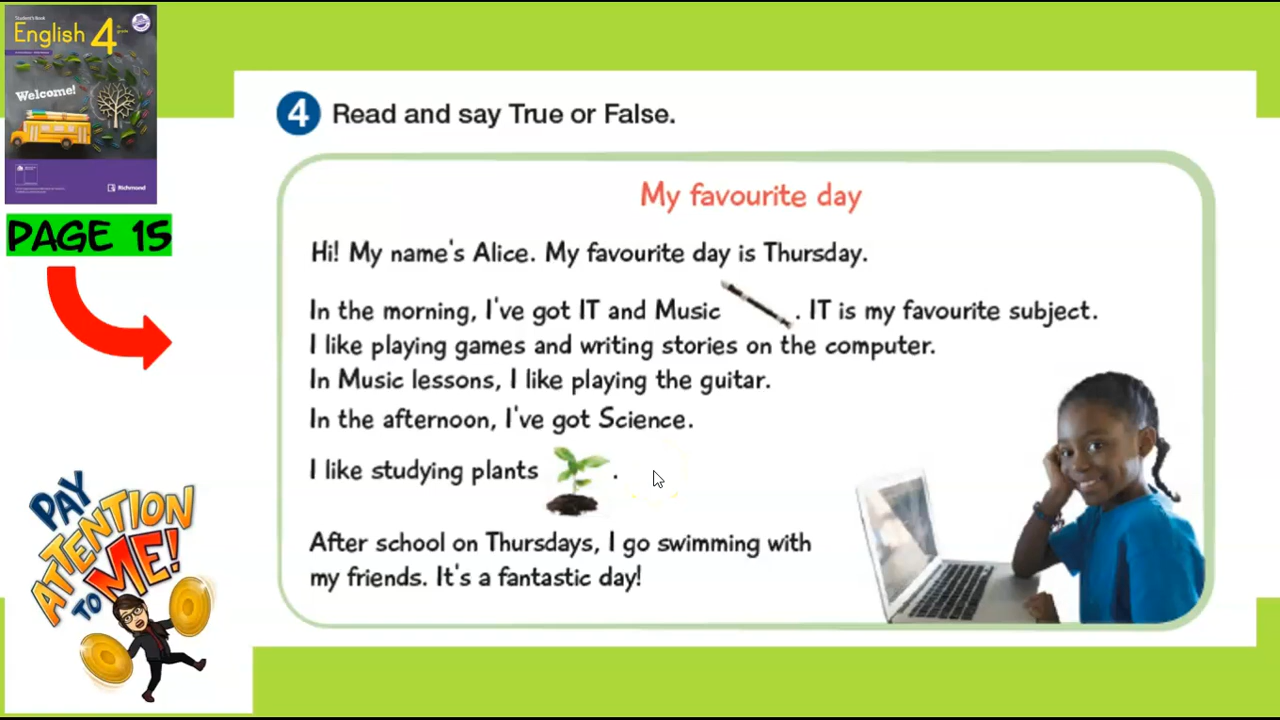 Student's Book
English 4
grade
Welcome!
Richmond
PAGE 15
PAY
ATTENTION
TO ME!
4 Read and say True or False.
My favourite day
Hi! My name's Alice. My favourite day is Thursday.
In the morning, I've got IT and Music . IT is my favourite subject.
I like playing games and writing stories on the computer.
In Music lessons, I like playing the guitar.
In the afternoon, I've got Science.
I like studying plants .
After school on Thursdays, I go swimming with
my friends. It's a fantastic day!